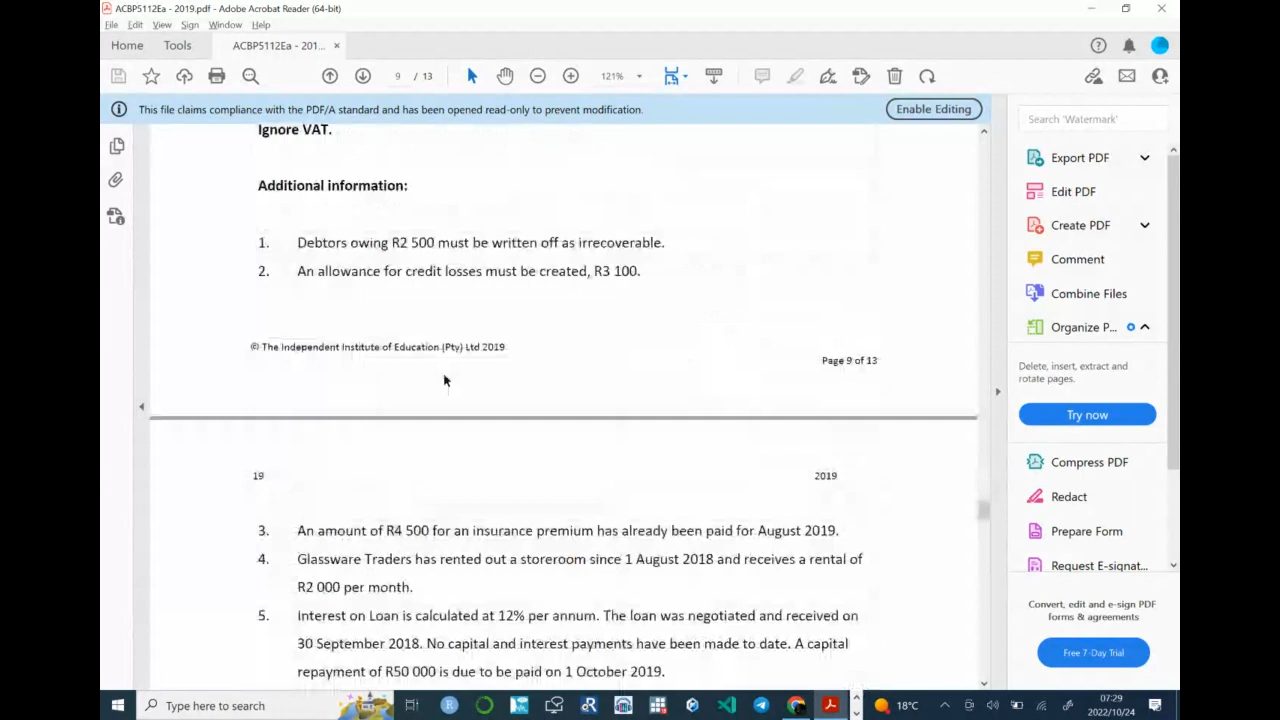 ACBP5112Ea - 2019.pdf - Adobe Acrobat Reader (64-bit)
File Edit View Sign Window Help
Home Tools ACBP5112Ea - 201... ×
9 / 13 121%
This file claims compliance with the PDF/A standard and has been opened read-only to prevent modification. Enable Editing
Ignore VAT.
Additional information:
1. Debtors owing R2 500 must be written off as irrecoverable.
2. An allowance for credit losses must be created, R3 100.
© The Independent Institute of Education (Pty) Ltd 2019
Page 9 of 13
19 2019
3. An amount of R4 500 for an insurance premium has already been paid for August 2019.
4. Glassware Traders has rented out a storeroom since 1 August 2018 and receives a rental of
R2 000 per month.
5. Interest on Loan is calculated at 12% per annum. The loan was negotiated and received on
30 September 2018. No capital and interest payments have been made to date. A capital
repayment of R50 000 is due to be paid on 1 October 2019.
Search 'Watermark'
Export PDF
Edit PDF
Create PDF
Comment
Combine Files
Organize P...
Delete, insert, extract and
rotate pages.
Try now
Compress PDF
Redact
Prepare Form
Request E-signat...
Convert, edit and e-sign PDF
forms & agreements
Free 7-Day Trial
Type here to search
18°C
07:29
2022/10/24